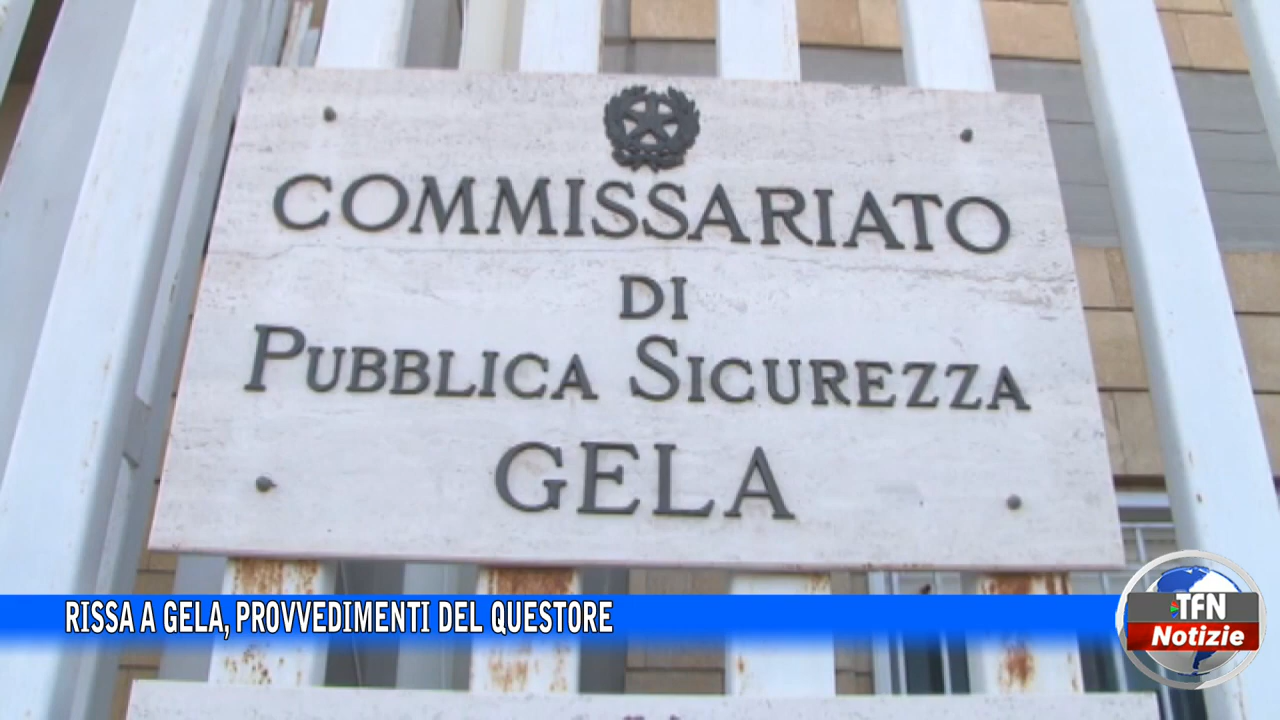 COMMISSARIATO
DI
PUBBLICA SICUREZZA
GELA
RISSA A GELA, PROVVEDIMENTI DEL QUESTORE
TFN
Notizie